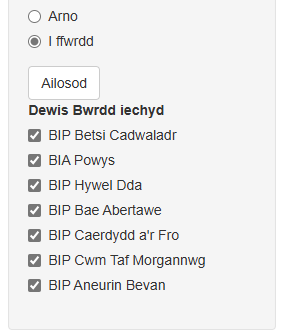 Arno
I ffwrdd
Ailosod
Dewis Bwrdd iechyd
BIP Betsi Cadwaladr
BIA Powys
BIP Hywel Dda
BIP Bae Abertawe
BIP Caerdydd a'r Fro
BIP Cwm Taf Morgannwg
BIP Aneurin Bevan